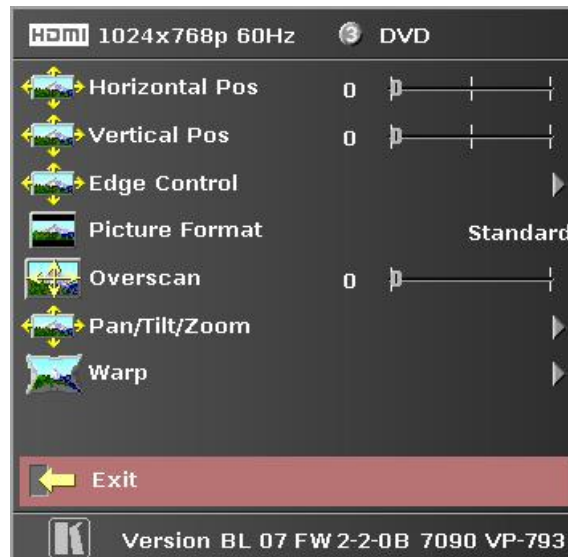 HDMI 1024x768p 60Hz 3 DVD
Horizontal Pos 0
Vertical Pos 0
Edge Control
Picture Format Standard
Overscan 0
Pan/Tilt/Zoom
Warp
Exit
Version BL 07 FW 2-2-0B 7090 VP-793